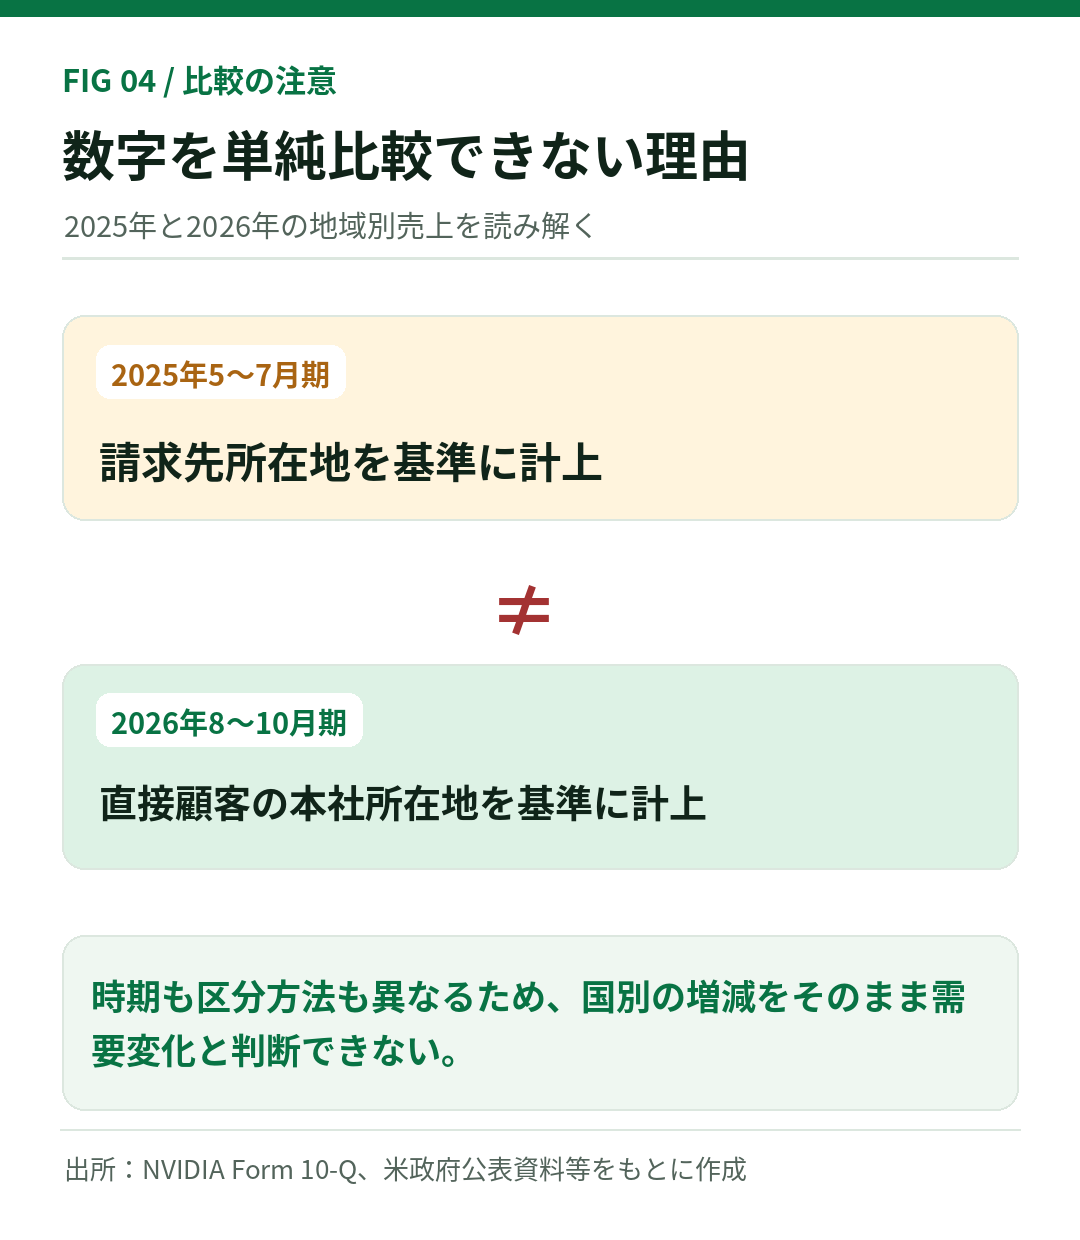 FIG 04 / 比較の注意
数字を単純比較できない理由
2025年と2026年の地域別売上を読み解く
2025年5〜7月期
請求先所在地を基準に計上
≠
2026年8〜10月期
直接顧客の本社所在地を基準に計上
時期も区分方法も異なるため、国別の増減をそのまま需
要変化と判断できない。
出所：NVIDIA Form 10-Q、米政府公表資料等をもとに作成